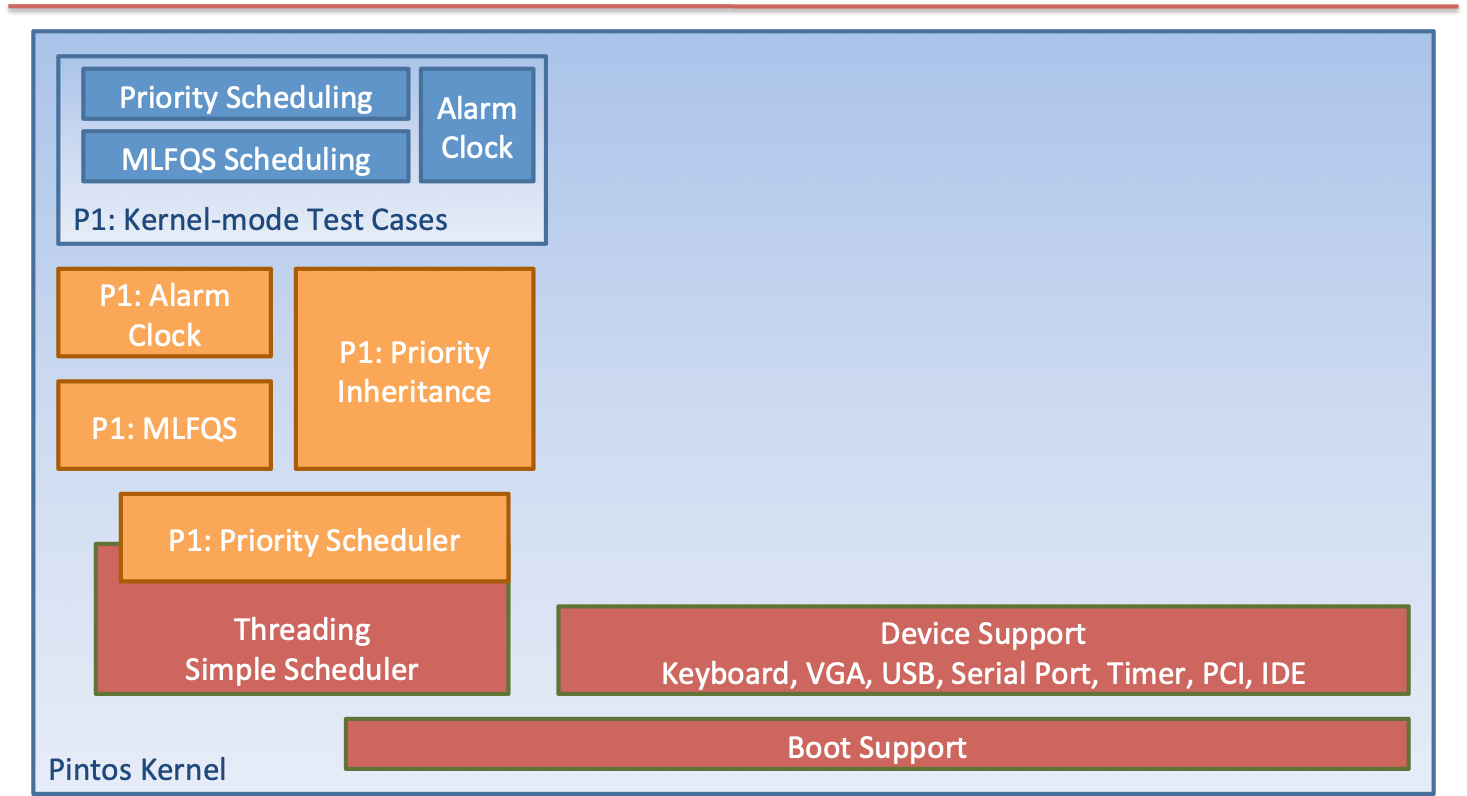 Priority Scheduling
MLFQS Scheduling
Alarm
Clock
P1: Kernel-mode Test Cases
P1: Alarm
Clock
P1: Priority
Inheritance
P1: MLFQS
P1: Priority Scheduler
Threading
Simple Scheduler
Device Support
Keyboard, VGA, USB, Serial Port, Timer, PCI, IDE
Boot Support
Pintos Kernel